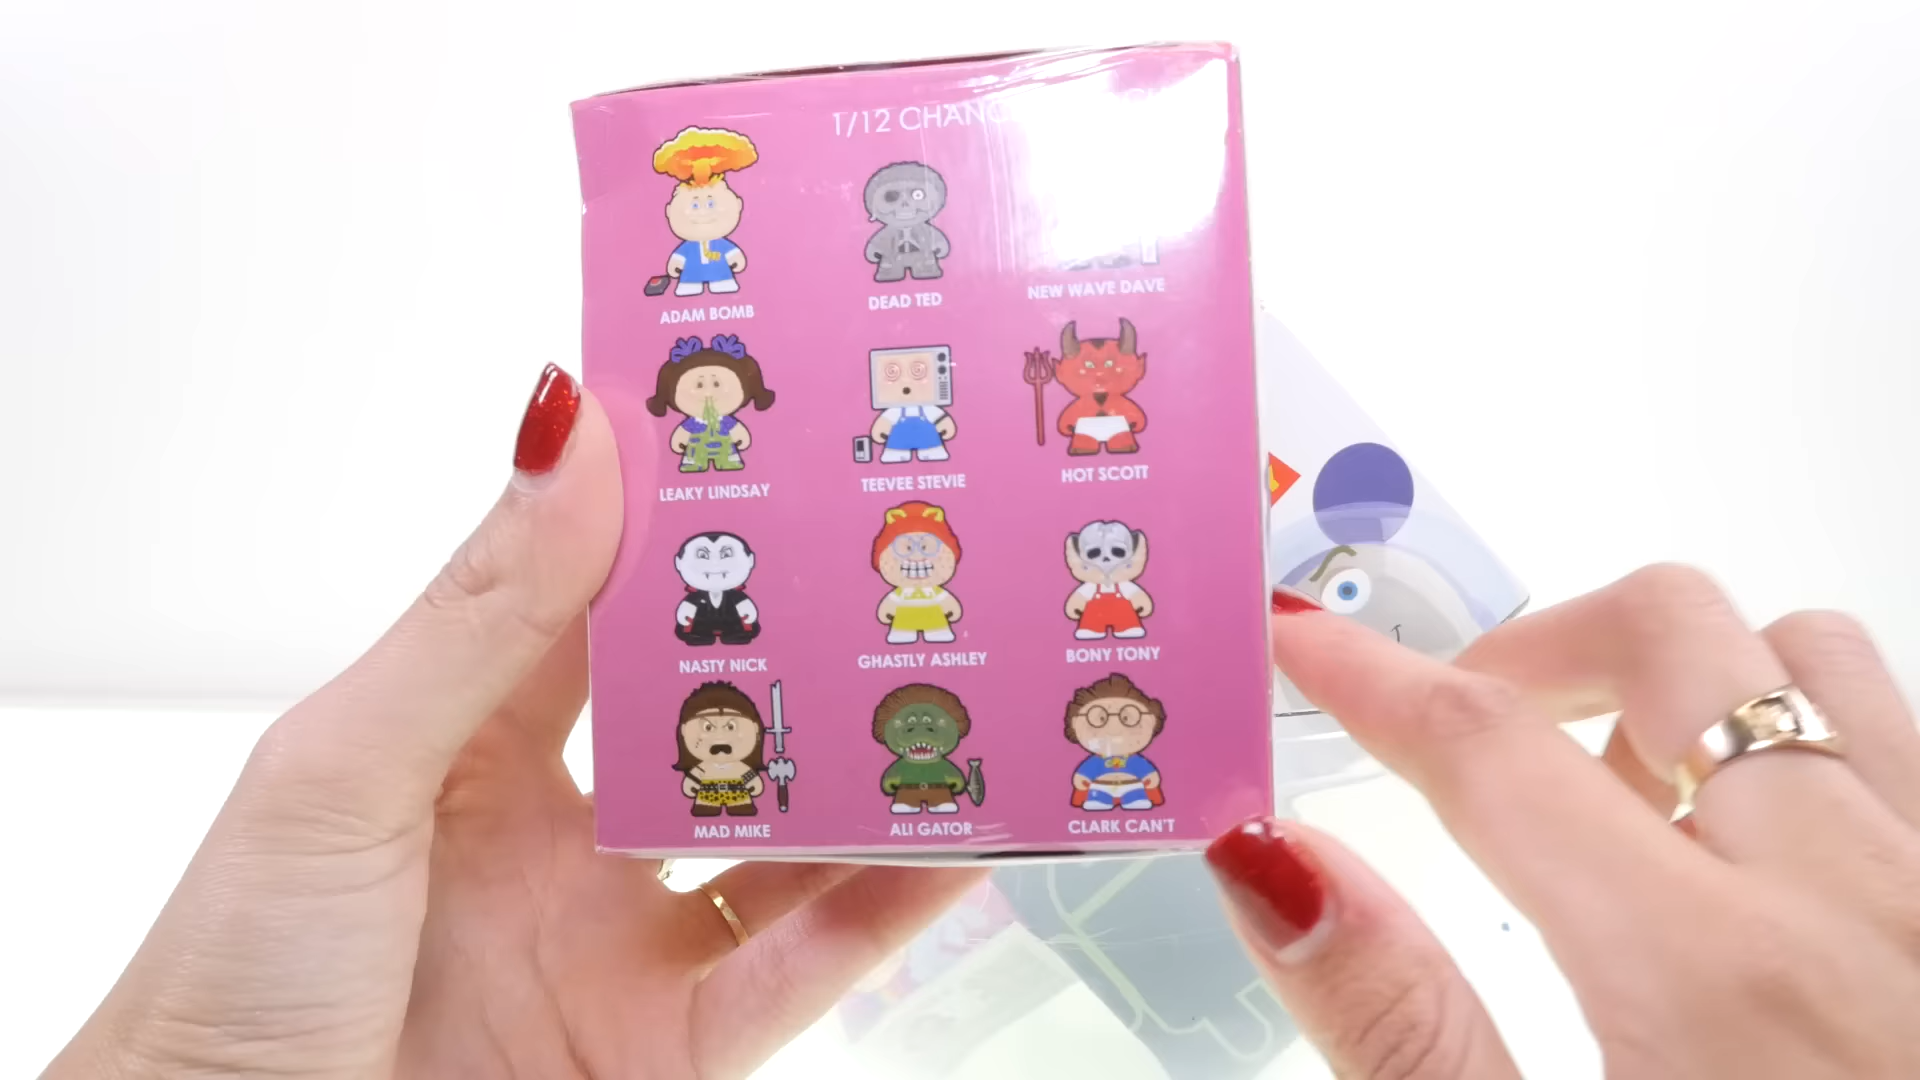 1/12 CHANC
ADAM BOMB
DEAD TED
NEW WAVE DAVE
LEAKY LINDSAY
TEEVEE STEVIE
HOT SCOTT
NASTY NICK
GHASTLY ASHLEY
BONY TONY
MAD MIKE
ALI GATOR
CLARK CAN'T